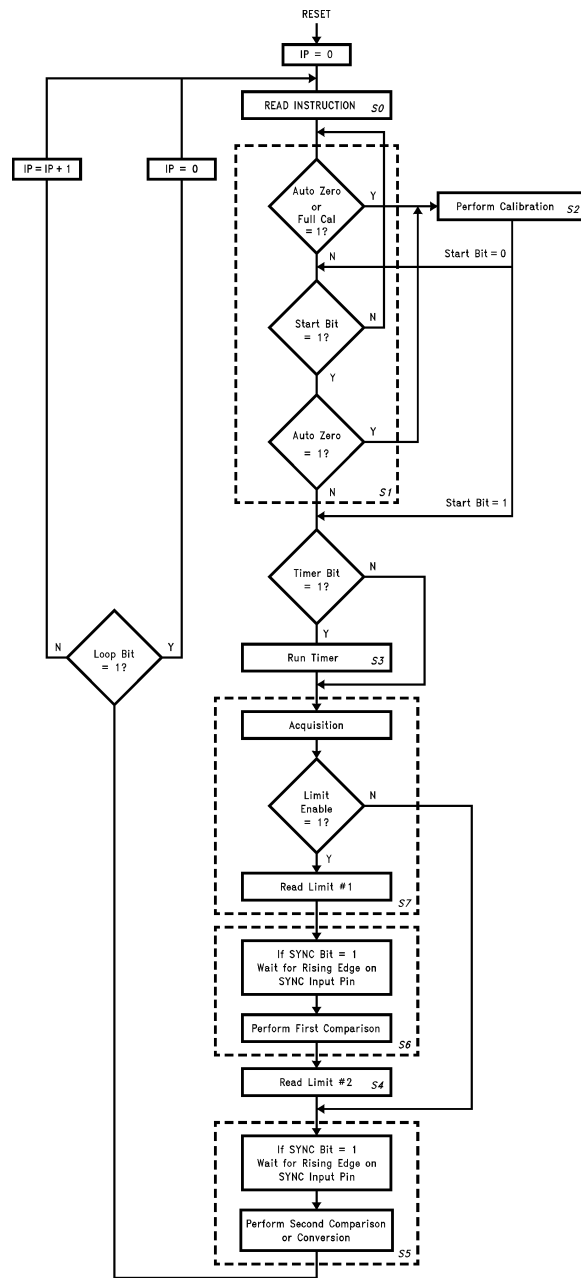 RESET
IP = 0
READ INSTRUCTION S0
IP = IP + 1
IP = 0
Auto Zero
or
Full Cal
= 1?
Y
N
Perform Calibration S2
Start Bit = 0
Start Bit
= 1?
N
Y
Auto Zero
= 1?
Y
N
S1
Start Bit = 1
Timer Bit
= 1?
N
Y
Run Timer S3
N
Loop Bit
= 1?
Y
Acquisition
Limit
Enable
= 1?
N
Y
Read Limit #1
S7
If SYNC Bit = 1
Wait for Rising Edge on
SYNC Input Pin
Perform First Comparison
S6
Read Limit #2 S4
If SYNC Bit = 1
Wait for Rising Edge on
SYNC Input Pin
Perform Second Comparison
or Conversion
S5